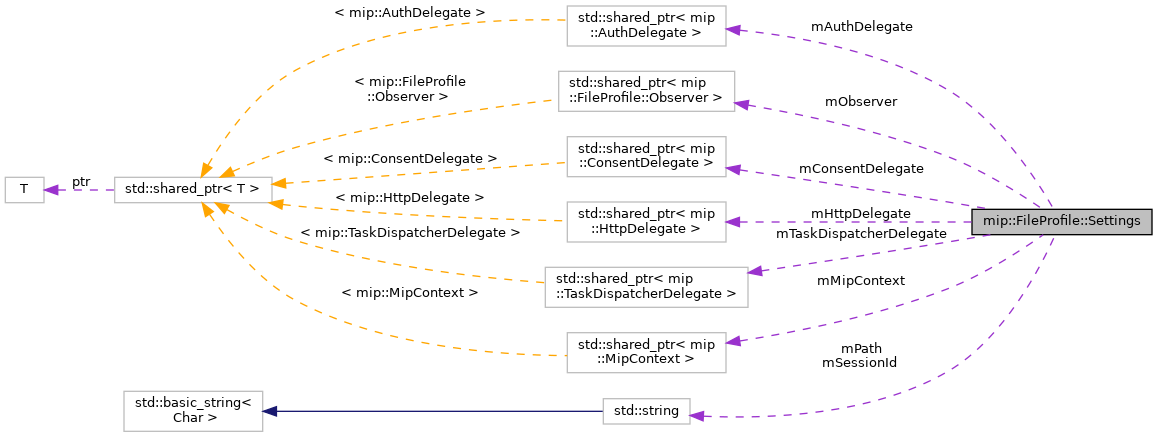 < mip::AuthDelegate >
std::shared_ptr< mip
::AuthDelegate >
mAuthDelegate
< mip::FileProfile
::Observer >
std::shared_ptr< mip
::FileProfile::Observer >
mObserver
< mip::ConsentDelegate >
std::shared_ptr< mip
::ConsentDelegate >
mConsentDelegate
T
ptr
std::shared_ptr< T >
< mip::HttpDelegate >
std::shared_ptr< mip
::HttpDelegate >
mHttpDelegate
mip::FileProfile::Settings
< mip::TaskDispatcherDelegate >
mTaskDispatcherDelegate
std::shared_ptr< mip
::TaskDispatcherDelegate >
< mip::MipContext >
mMipContext
std::shared_ptr< mip
::MipContext >
mPath
mSessionId
std::basic_string<
Char >
std::string